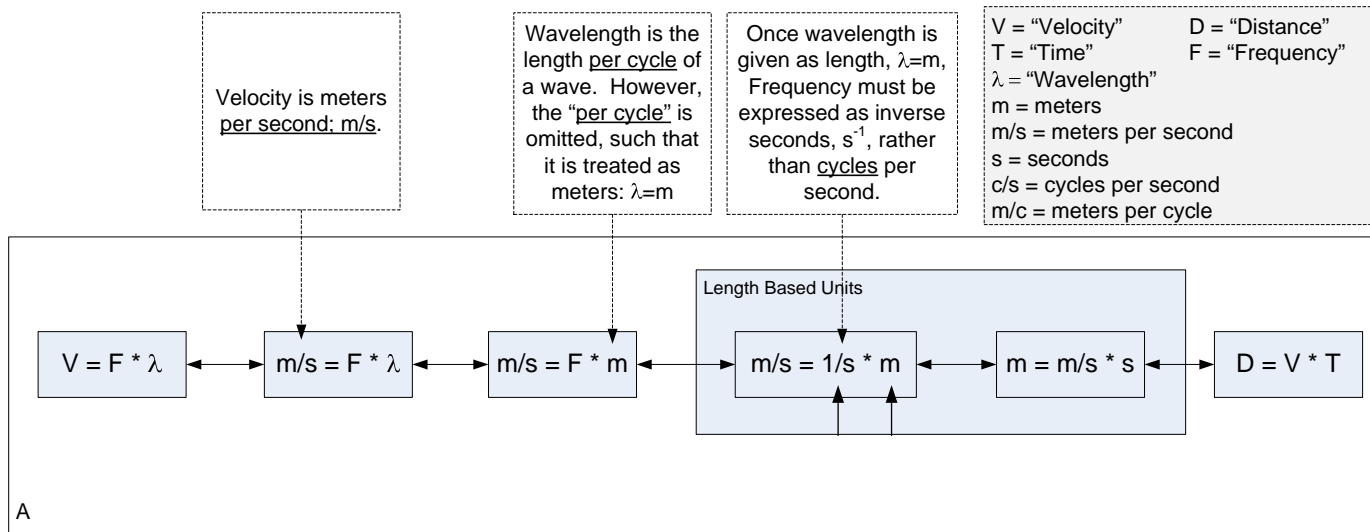 Velocity is meters
per second; m/s.
Wavelength is the
length per cycle of
a wave. However,
the “per cycle” is
omitted, such that
it is treated as
meters: λ=m
Once wavelength is
given as length, λ=m,
Frequency must be
expressed as inverse
seconds, s⁻¹, rather
than cycles per
second.
V = “Velocity” D = “Distance”
T = “Time” F = “Frequency”
λ = “Wavelength”
m = meters
m/s = meters per second
s = seconds
c/s = cycles per second
m/c = meters per cycle
Length Based Units
V = F * λ
m/s = F * λ
m/s = F * m
m/s = 1/s * m
m = m/s * s
D = V * T
A